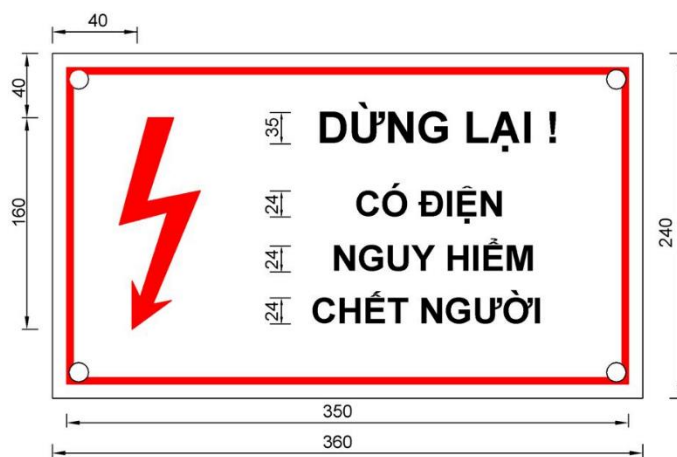 40
40
160
35
DỪNG LẠI !
24
CÓ ĐIỆN
24
NGUY HIỂM
24
CHẾT NGƯỜI
240
350
360